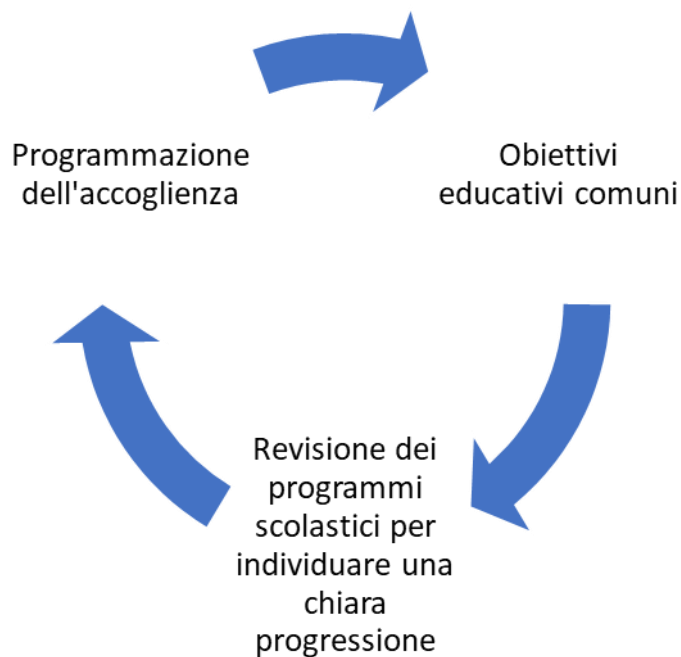 Programmazione
dell'accoglienza
Obiettivi
educativi comuni
Revisione dei
programmi
scolastici per
individuare una
chiara
progressione